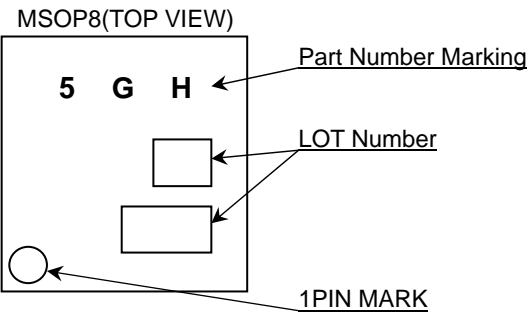 MSOP8(TOP VIEW)
Part Number Marking
5 G H
LOT Number
1PIN MARK